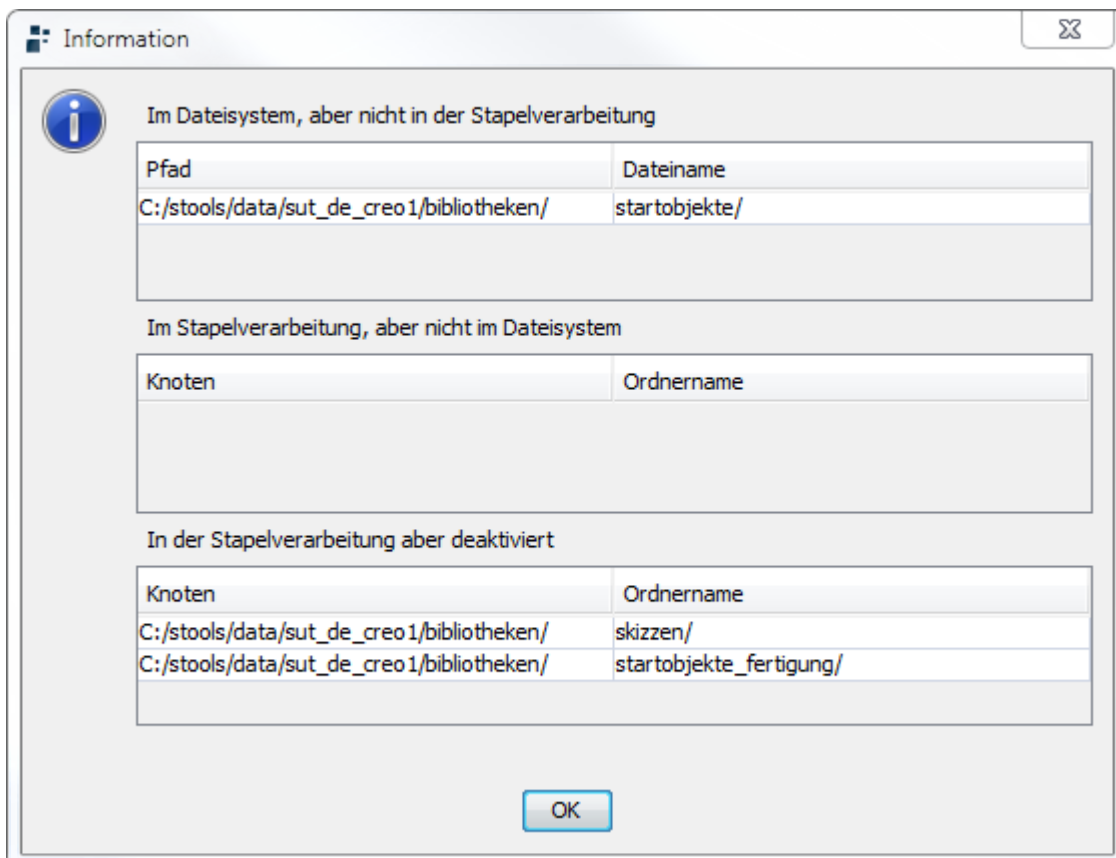 Information
Im Dateisystem, aber nicht in der Stapelverarbeitung
Pfad Dateiname
C:/stools/data/sut_de_creo1/bibliotheken/ startobjekte/
Im Stapelverarbeitung, aber nicht im Dateisystem
Knoten Ordnername
In der Stapelverarbeitung aber deaktiviert
Knoten Ordnername
C:/stools/data/sut_de_creo1/bibliotheken/ skizzen/
C:/stools/data/sut_de_creo1/bibliotheken/ startobjekte_fertigung/
OK